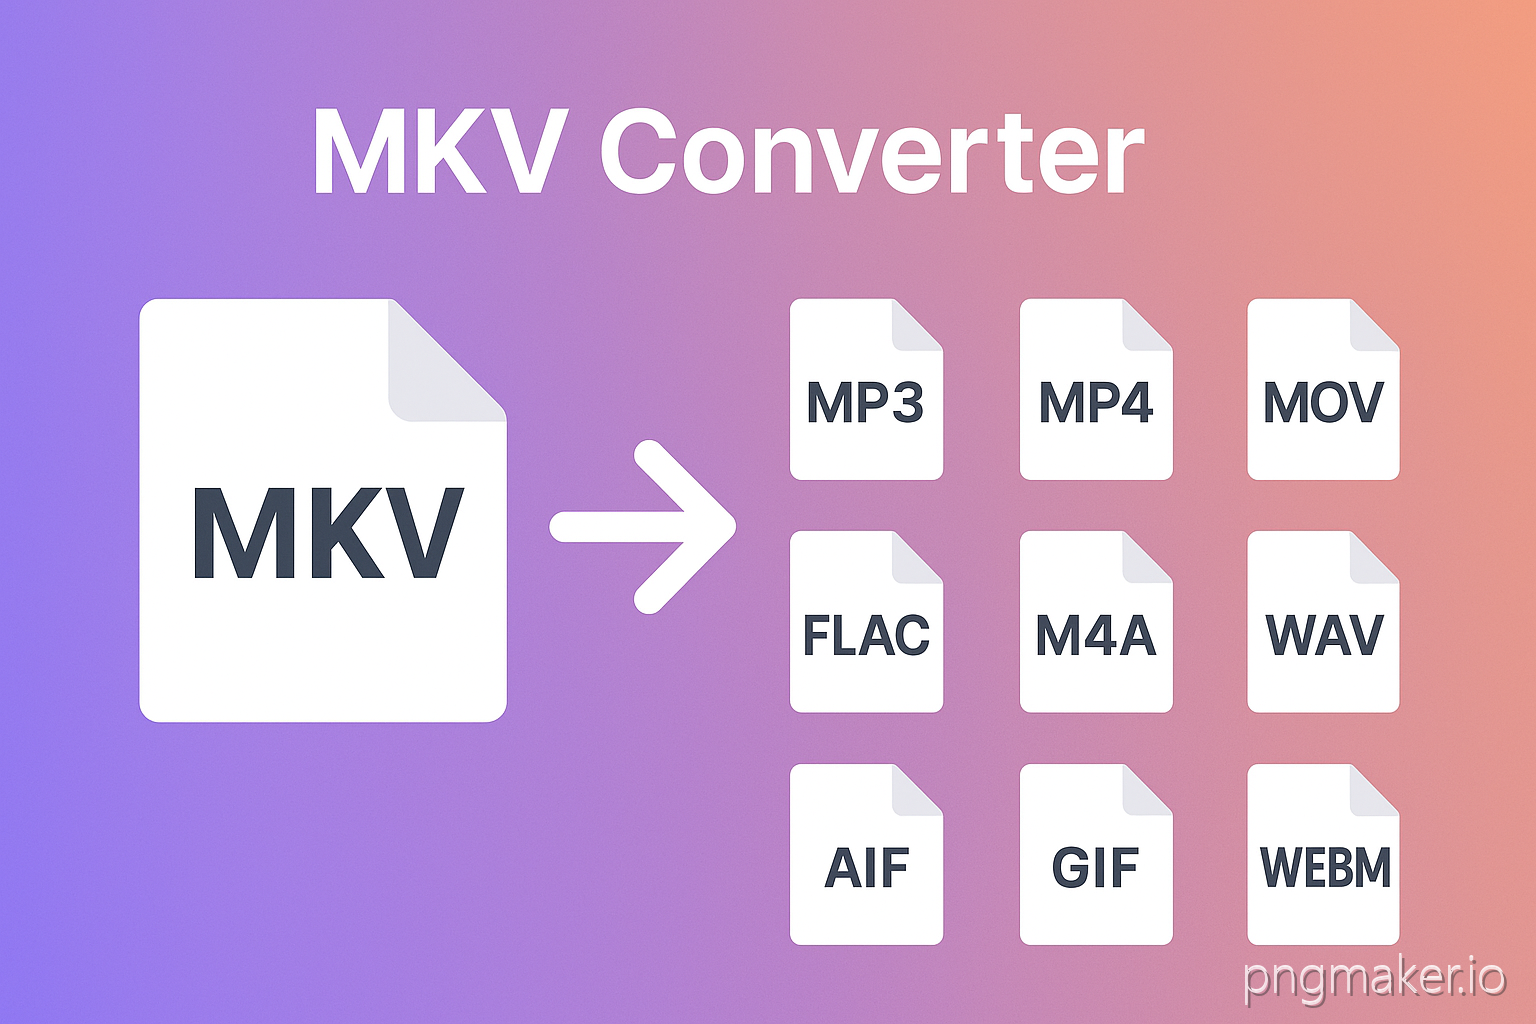 MKV Converter
MKV
MP3 MP4 MOV
FLAC M4A WAV
AIF GIF WEBM
pngmaker.io